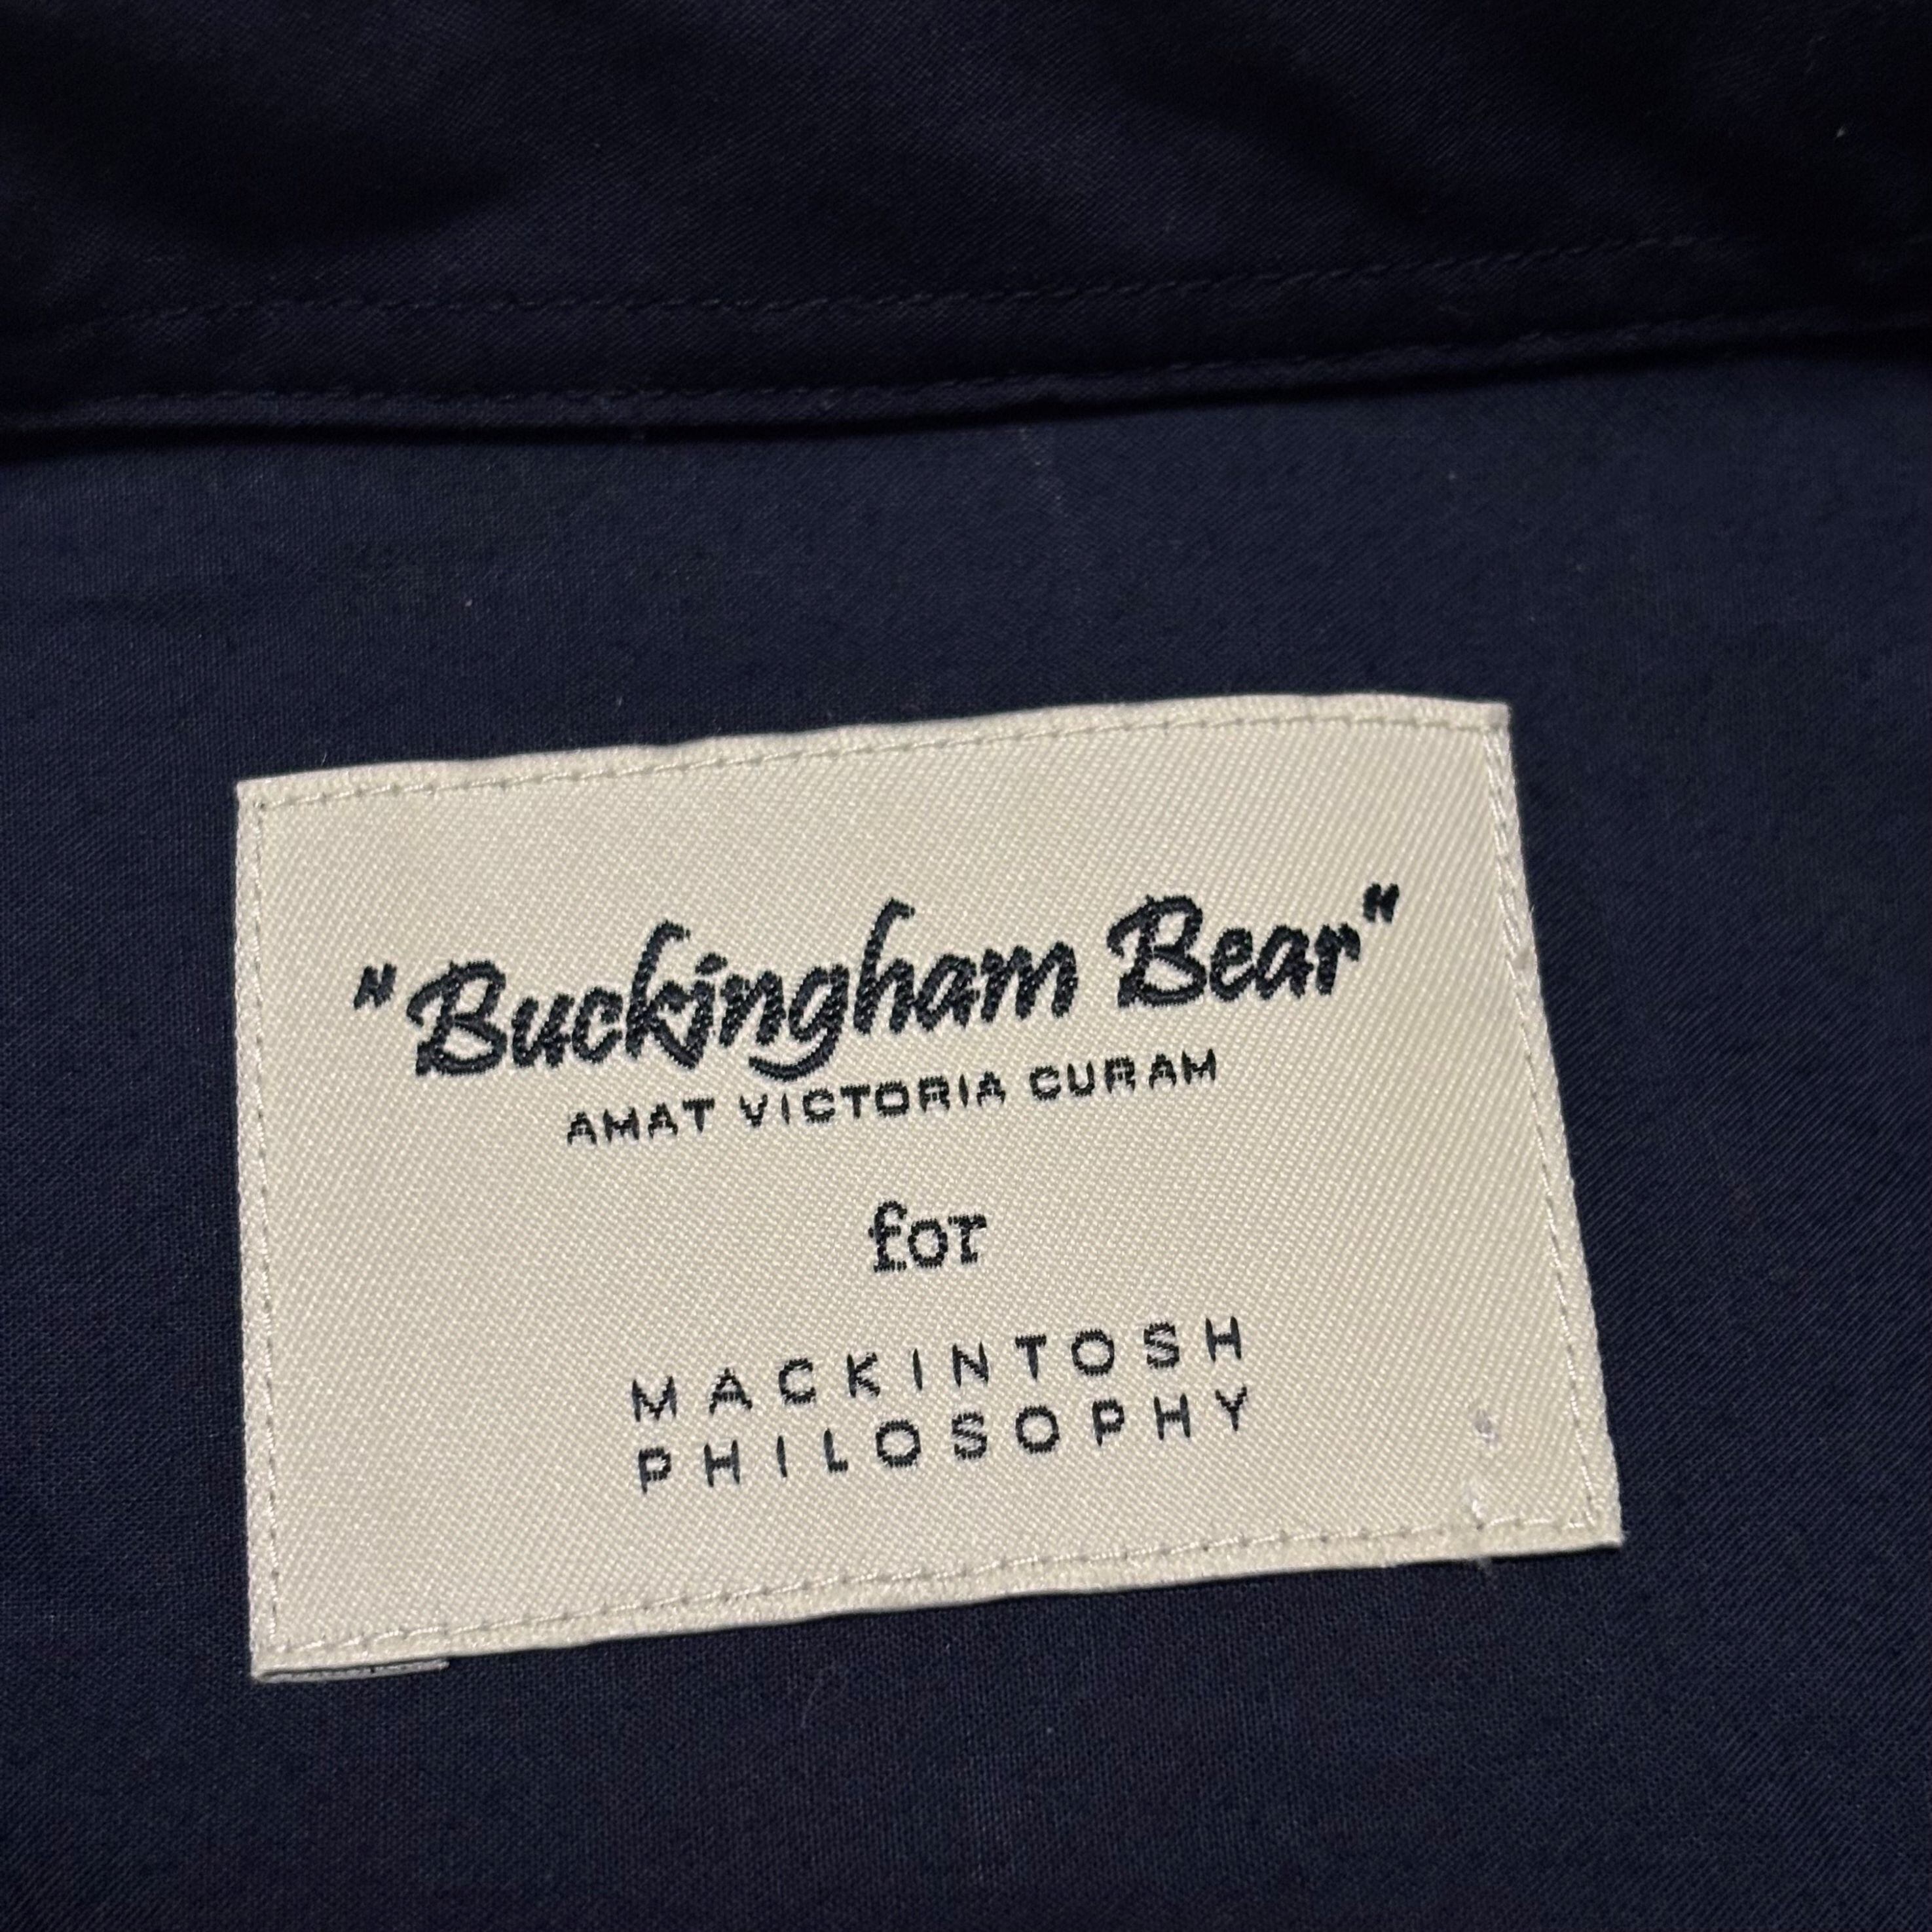 "Buckingham Bear"
AMAT VICTORIA CURAM
for
MACKINTOSH
PHILOSOPHY